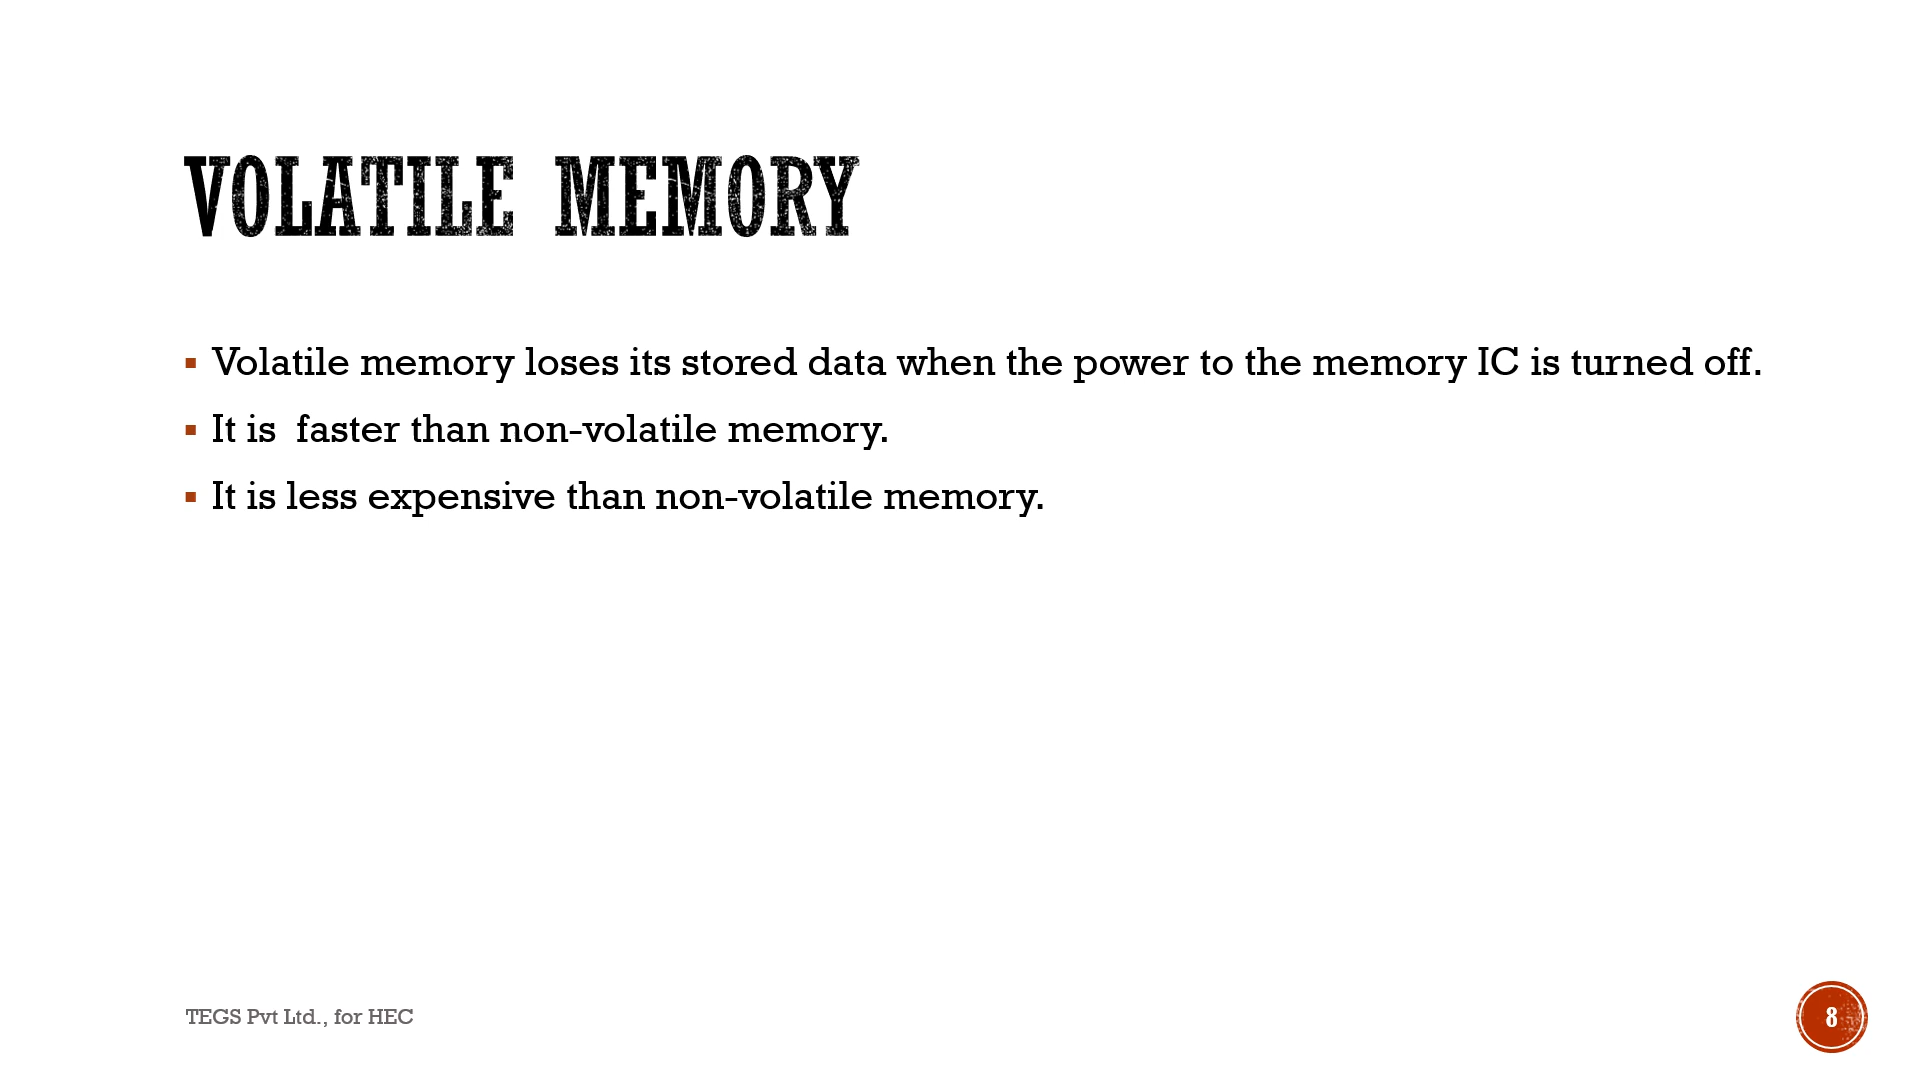 VOLATILE MEMORY
▪ Volatile memory loses its stored data when the power to the memory IC is turned off.
▪ It is  faster than non-volatile memory.
▪ It is less expensive than non-volatile memory.
TEGS Pvt Ltd., for HEC
8